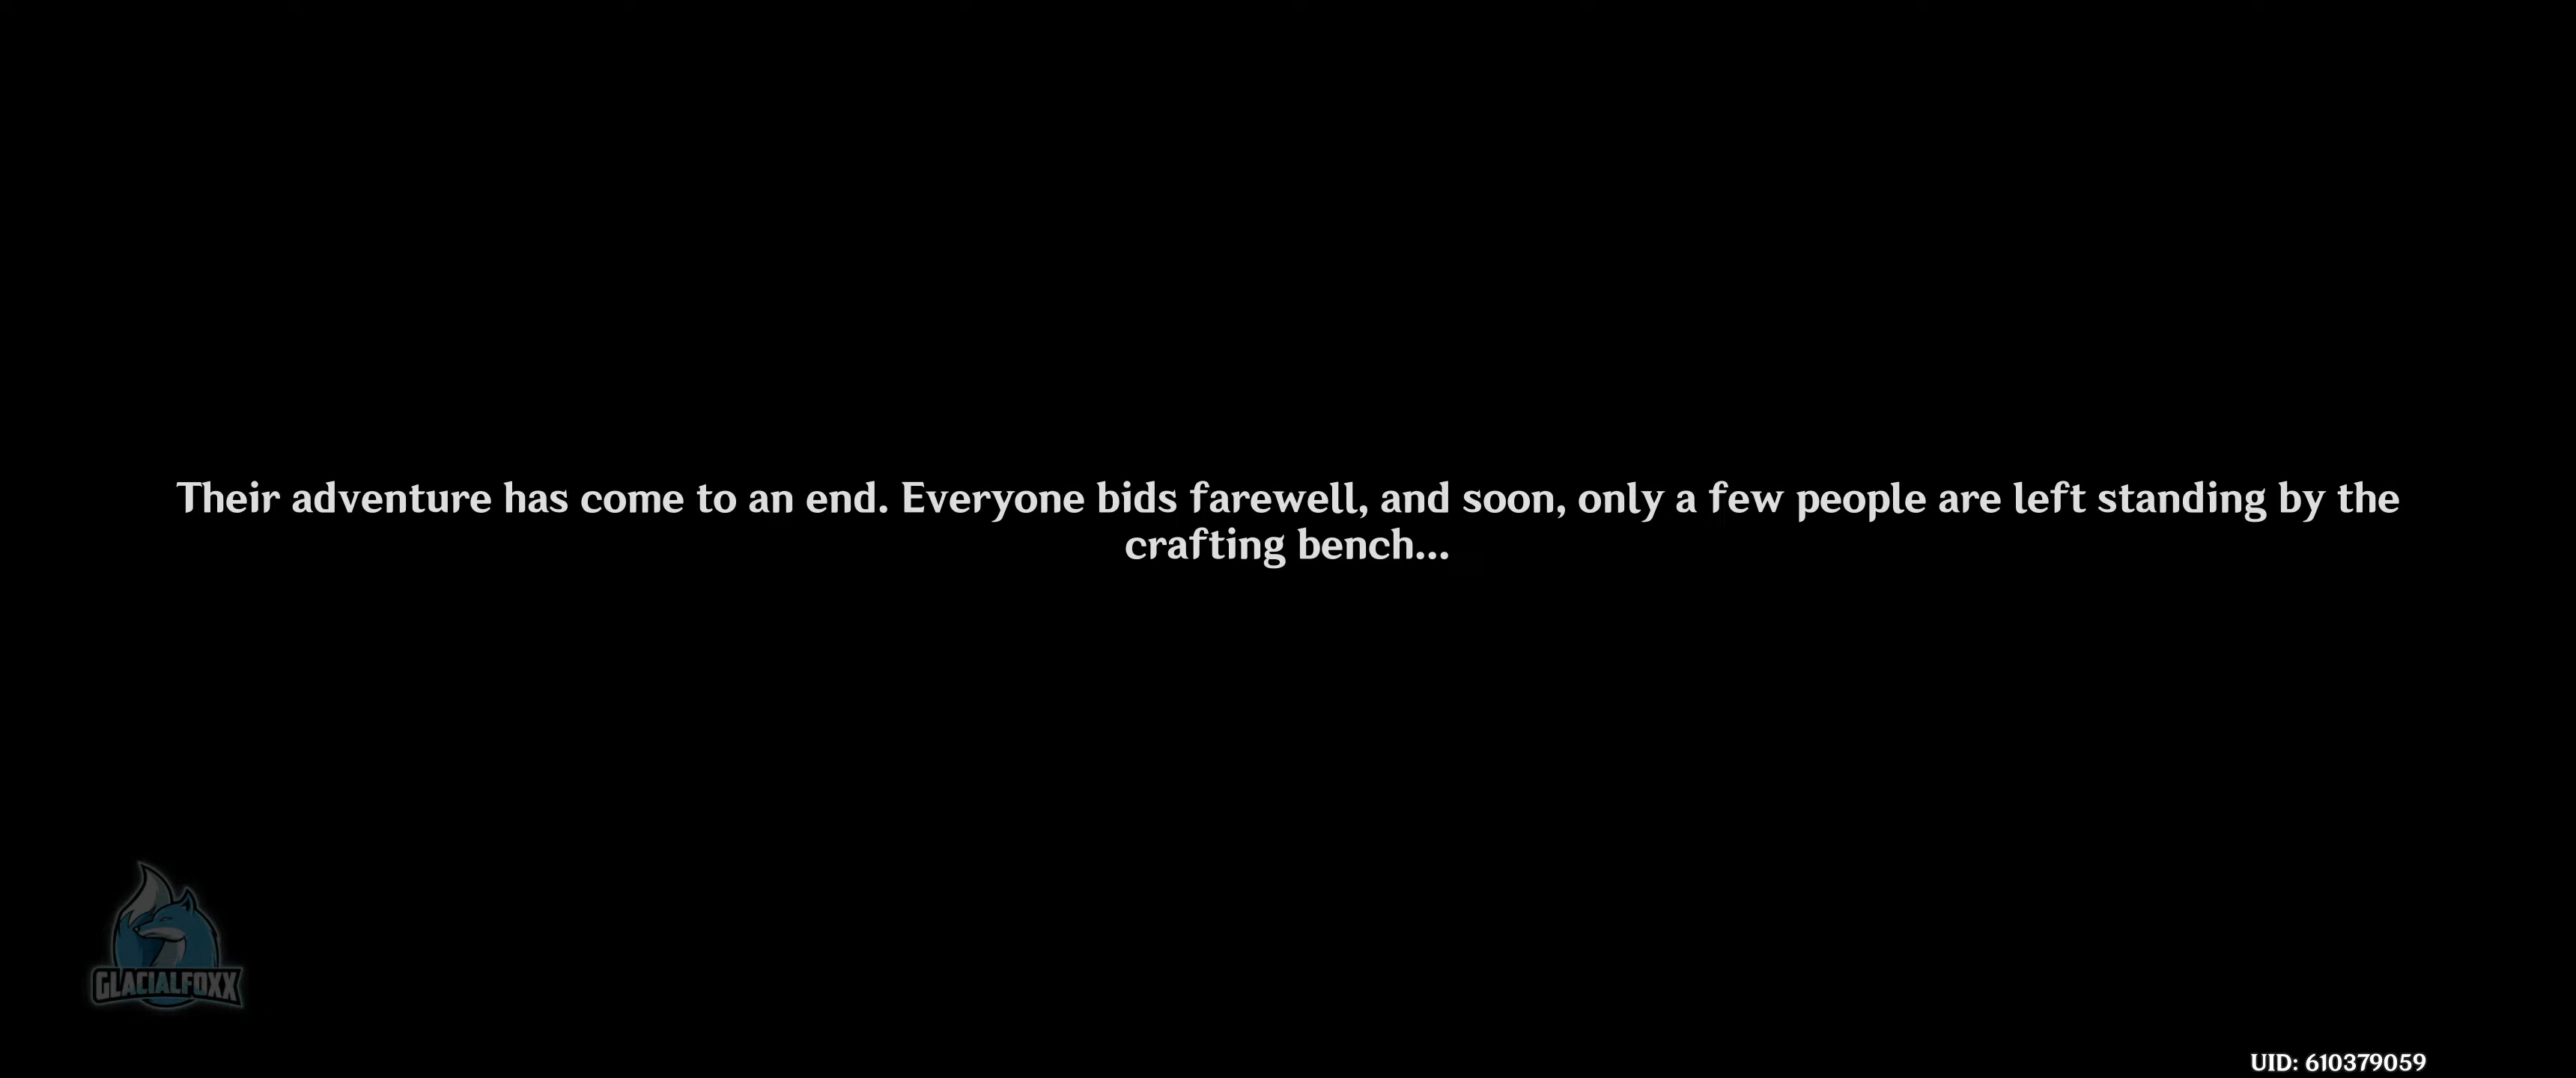 Their adventure has come to an end. Everyone bids farewell, and soon, only a few people are left standing by the
crafting bench...
GLACIALFOXX
UID: 610379059